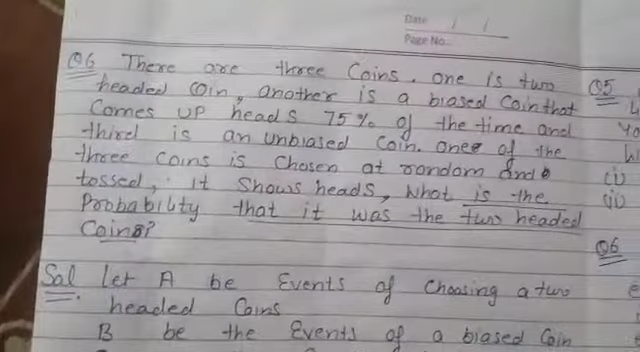 Date / /
Page No.
Q6 There are three Coins. one is two
headed coin, another is a biased Coin that
Comes UP heads 75% of the time and
third is an unbiased Coin. one of the
three coins is Chosen at random and
tossed, it Shows heads, What is the
Probability that it was the two headed
Coins?
Sol Let A be Events of Choosing a two
headed Coins
B be the Events of a biased Coin
Q5
(i)
(ii)
Q6